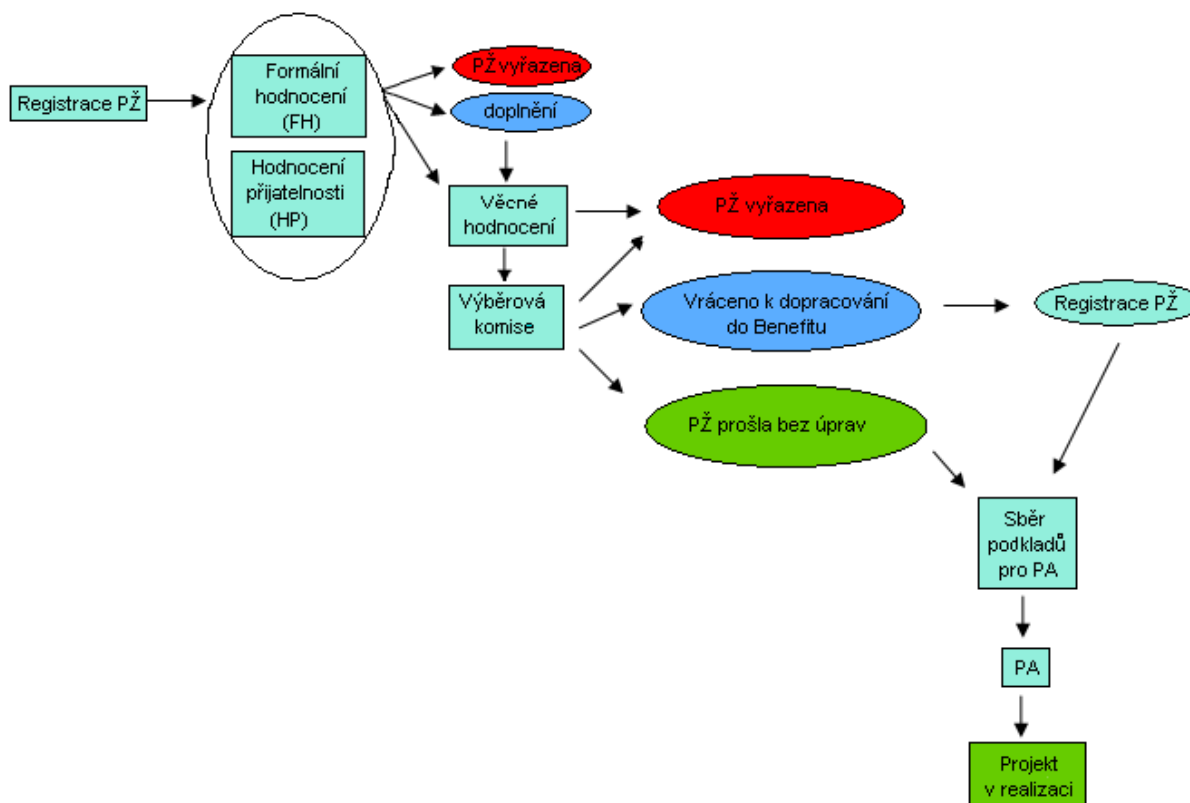 Registrace PŽ
Formální
hodnocení
(FH)
Hodnocení
přijatelnosti
(HP)
PŽ vyřazena
doplnění
Věcné
hodnocení
Výběrová
komise
PŽ vyřazena
Vráceno k dopracování
do Benefitu
Registrace PŽ
PŽ prošla bez úprav
Sběr
podkladů
pro PA
PA
Projekt
v realizaci